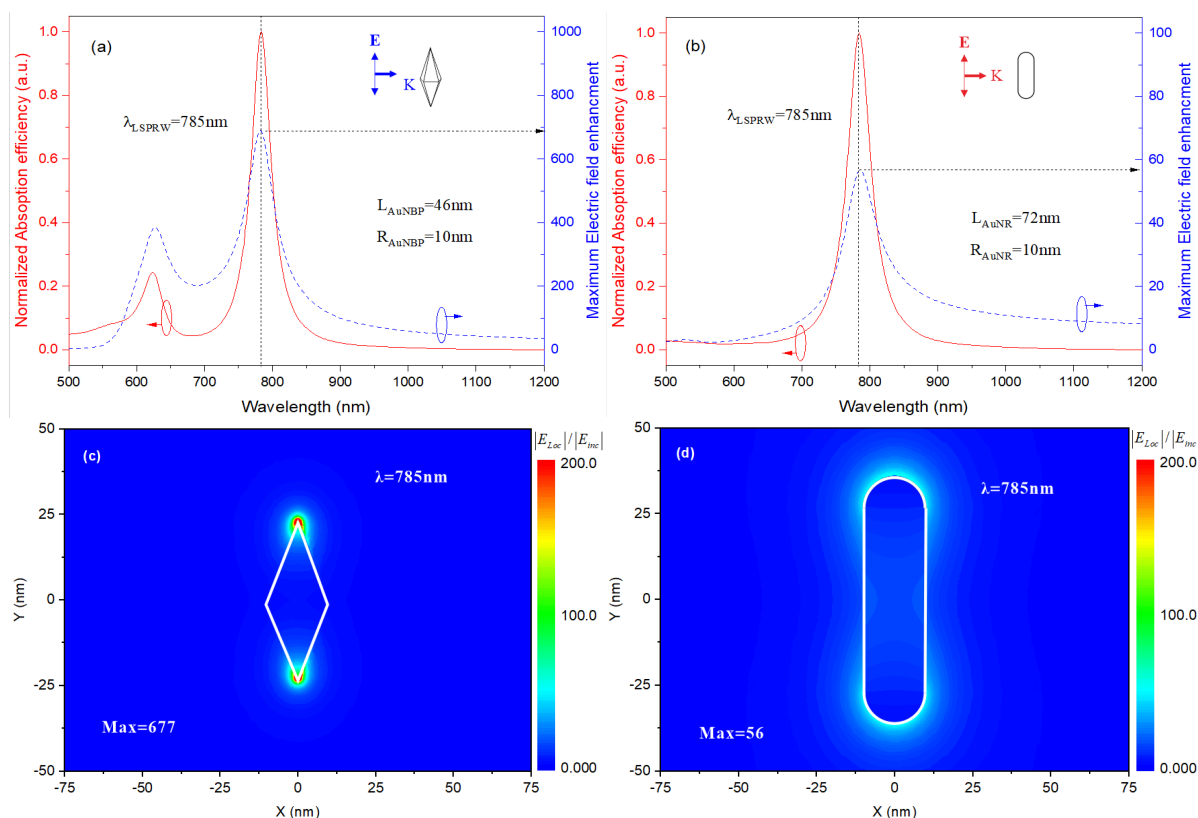 (a)
E
K
λLSPRW=785nm
LAuNBP=46nm
RAuNBP=10nm
Normalized Absoption efficiency (a.u.)
1.0
0.8
0.6
0.4
0.2
0.0
Maximum Electric field enhancment
1000
800
600
400
200
0
500 600 700 800 900 1000 1100 1200
Wavelength (nm)
(b)
E
K
λLSPRW=785nm
LAuNR=72nm
RAuNR=10nm
Normalized Absoption efficiency (a.u.)
1.0
0.8
0.6
0.4
0.2
0.0
Maximum Electric field enhancment
100
80
60
40
20
0
500 600 700 800 900 1000 1100 1200
Wavelength (nm)
(c)
λ=785nm
Max=677
Y (nm)
50
25
0
-25
-50
-75 -50 -25 0 25 50 75
X (nm)
|ELoc|/|Einc|
200.0
100.0
0.000
(d)
λ=785nm
Max=56
Y (nm)
50
25
0
-25
-50
-75 -50 -25 0 25 50 75
X (nm)
|ELoc|/|Einc|
200.0
100.0
0.000